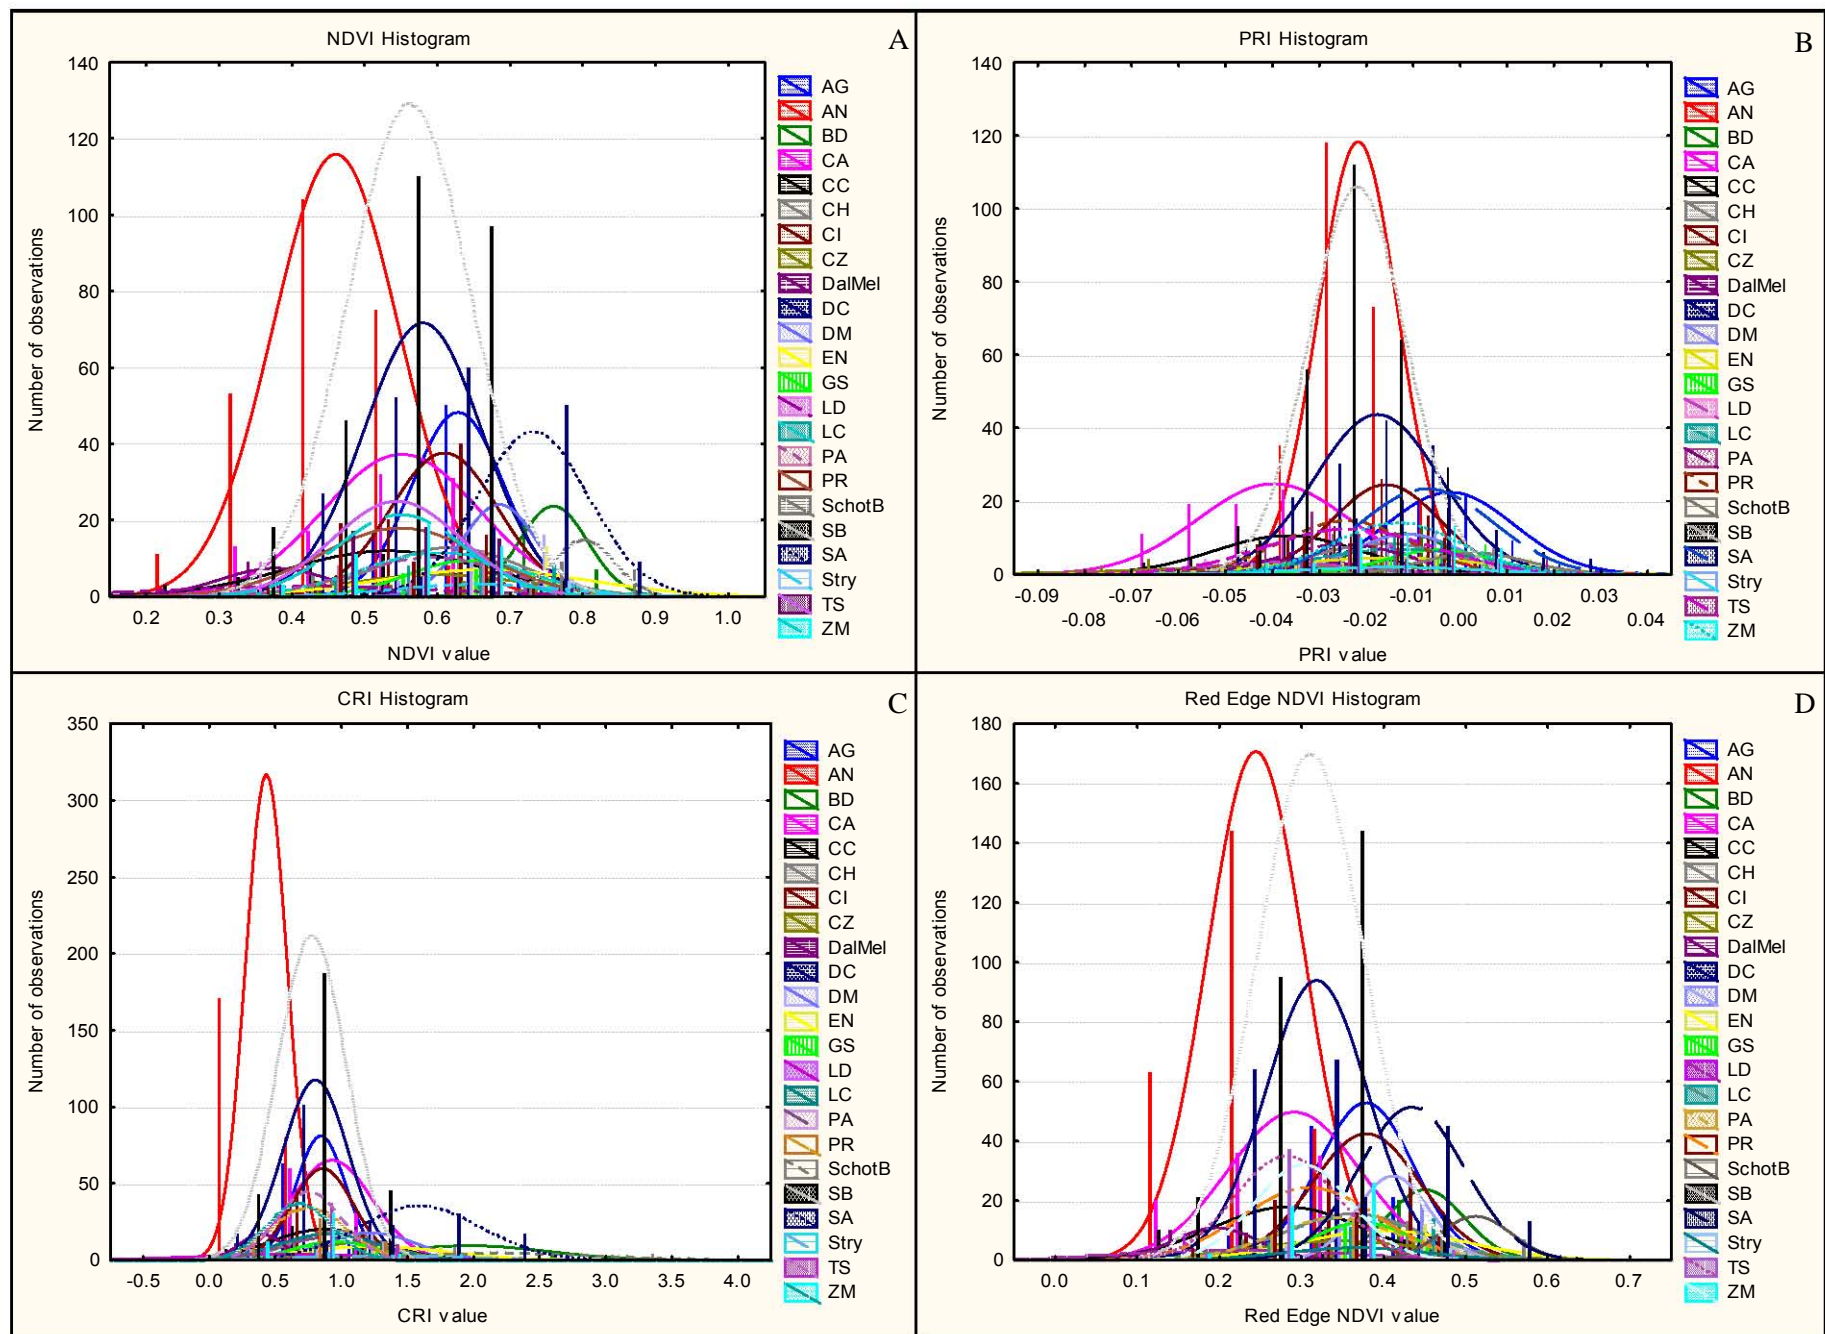 NDVI Histogram
A
140
120
100
80
60
40
20
0
Number of observations
0.2 0.3 0.4 0.5 0.6 0.7 0.8 0.9 1.0
NDVI value
AG
AN
BD
CA
CC
CH
CI
CZ
DalMel
DC
DM
EN
GS
LD
LC
PA
PR
SchotB
SB
SA
Stry
TS
ZM
PRI Histogram
B
140
120
100
80
60
40
20
0
Number of observations
-0.09 -0.07 -0.05 -0.03 -0.01 0.01 0.03
-0.08 -0.06 -0.04 -0.02 0.00 0.02 0.04
PRI value
AG
AN
BD
CA
CC
CH
CI
CZ
DalMel
DC
DM
EN
GS
LD
LC
PA
PR
SchotB
SB
SA
Stry
TS
ZM
CRI Histogram
C
350
300
250
200
150
100
50
0
Number of observations
-0.5 0.0 0.5 1.0 1.5 2.0 2.5 3.0 3.5 4.0
CRI value
AG
AN
BD
CA
CC
CH
CI
CZ
DalMel
DC
DM
EN
GS
LD
LC
PA
PR
SchotB
SB
SA
Stry
TS
ZM
Red Edge NDVI Histogram
D
180
160
140
120
100
80
60
40
20
0
Number of observations
0.0 0.1 0.2 0.3 0.4 0.5 0.6 0.7
Red Edge NDVI value
AG
AN
BD
CA
CC
CH
CI
CZ
DalMel
DC
DM
EN
GS
LD
LC
PA
PR
SchotB
SB
SA
Stry
TS
ZM